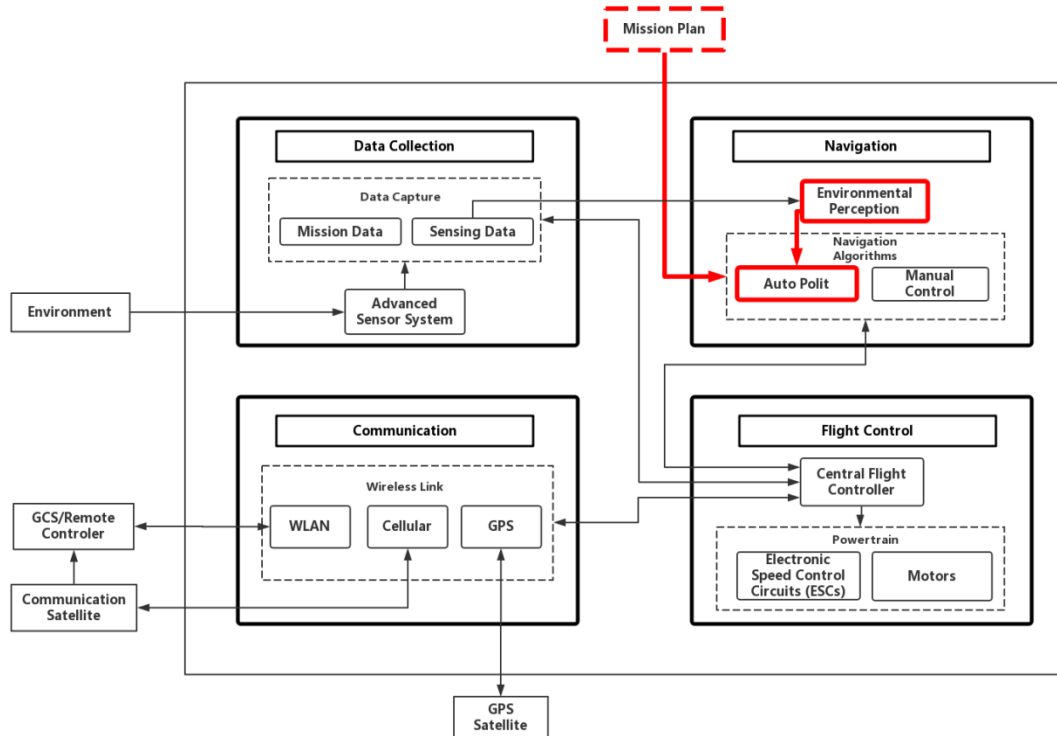 Mission Plan
Data Collection
Data Capture
Mission Data
Sensing Data
Advanced
Sensor System
Navigation
Environmental
Perception
Navigation
Algorithms
Auto Polit
Manual
Control
Environment
Communication
Wireless Link
WLAN
Cellular
GPS
Flight Control
Central Flight
Controller
Powertrain
Electronic
Speed Control
Circuits (ESCs)
Motors
GCS/Remote
Controler
Communication
Satellite
GPS
Satellite